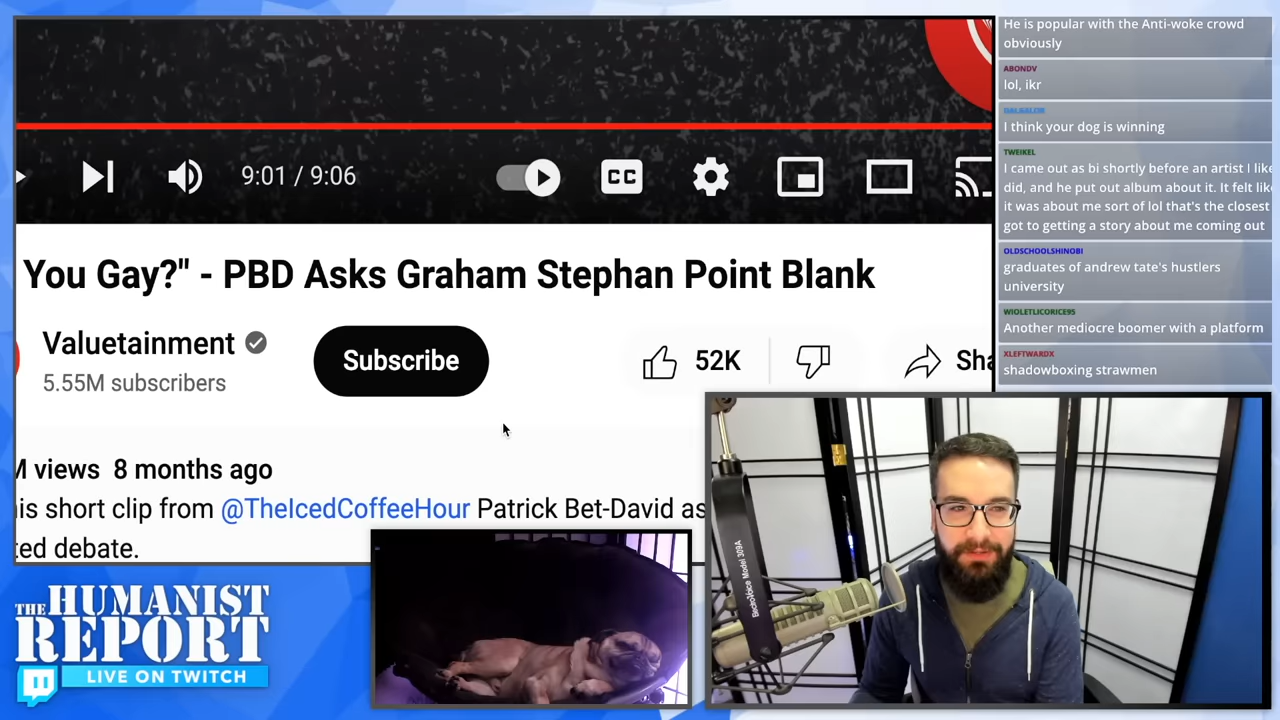 He is popular with the Anti-woke crowd
obviously
ABONDV
lol, ikr
I think your dog is winning
TWEIKEL
I came out as bi shortly before an artist I like
did, and he put out album about it. It felt like
it was about me sort of lol that's the closest
got to getting a story about me coming out
OLDSCHOOLSHINOBI
graduates of andrew tate's hustlers
university
WIOLETLICORICE95
Another mediocre boomer with a platform
XLEFTWARDX
shadowboxing strawmen
9:01 / 9:06
CC
You Gay?" - PBD Asks Graham Stephan Point Blank
Valuetainment
5.55M subscribers
Subscribe
52K
Sha
M views 8 months ago
is short clip from @TheIcedCoffeeHour Patrick Bet-David as
ted debate.
THE HUMANIST
REPORT
LIVE ON TWITCH
BeckoVoice Model 309A